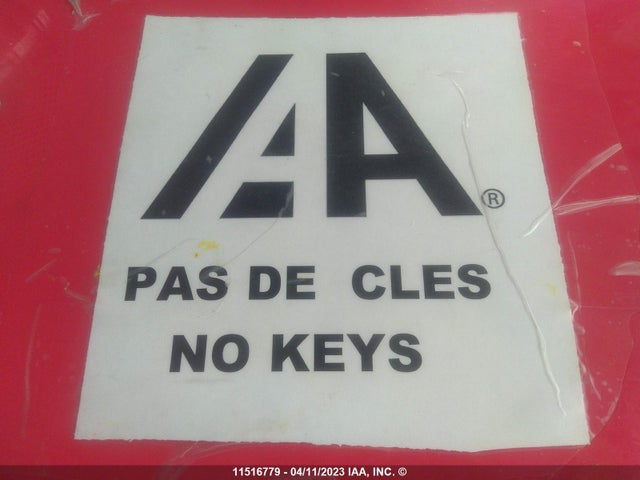 IAA®
PAS DE CLES
NO KEYS
11516779 - 04/11/2023 IAA, INC. ©